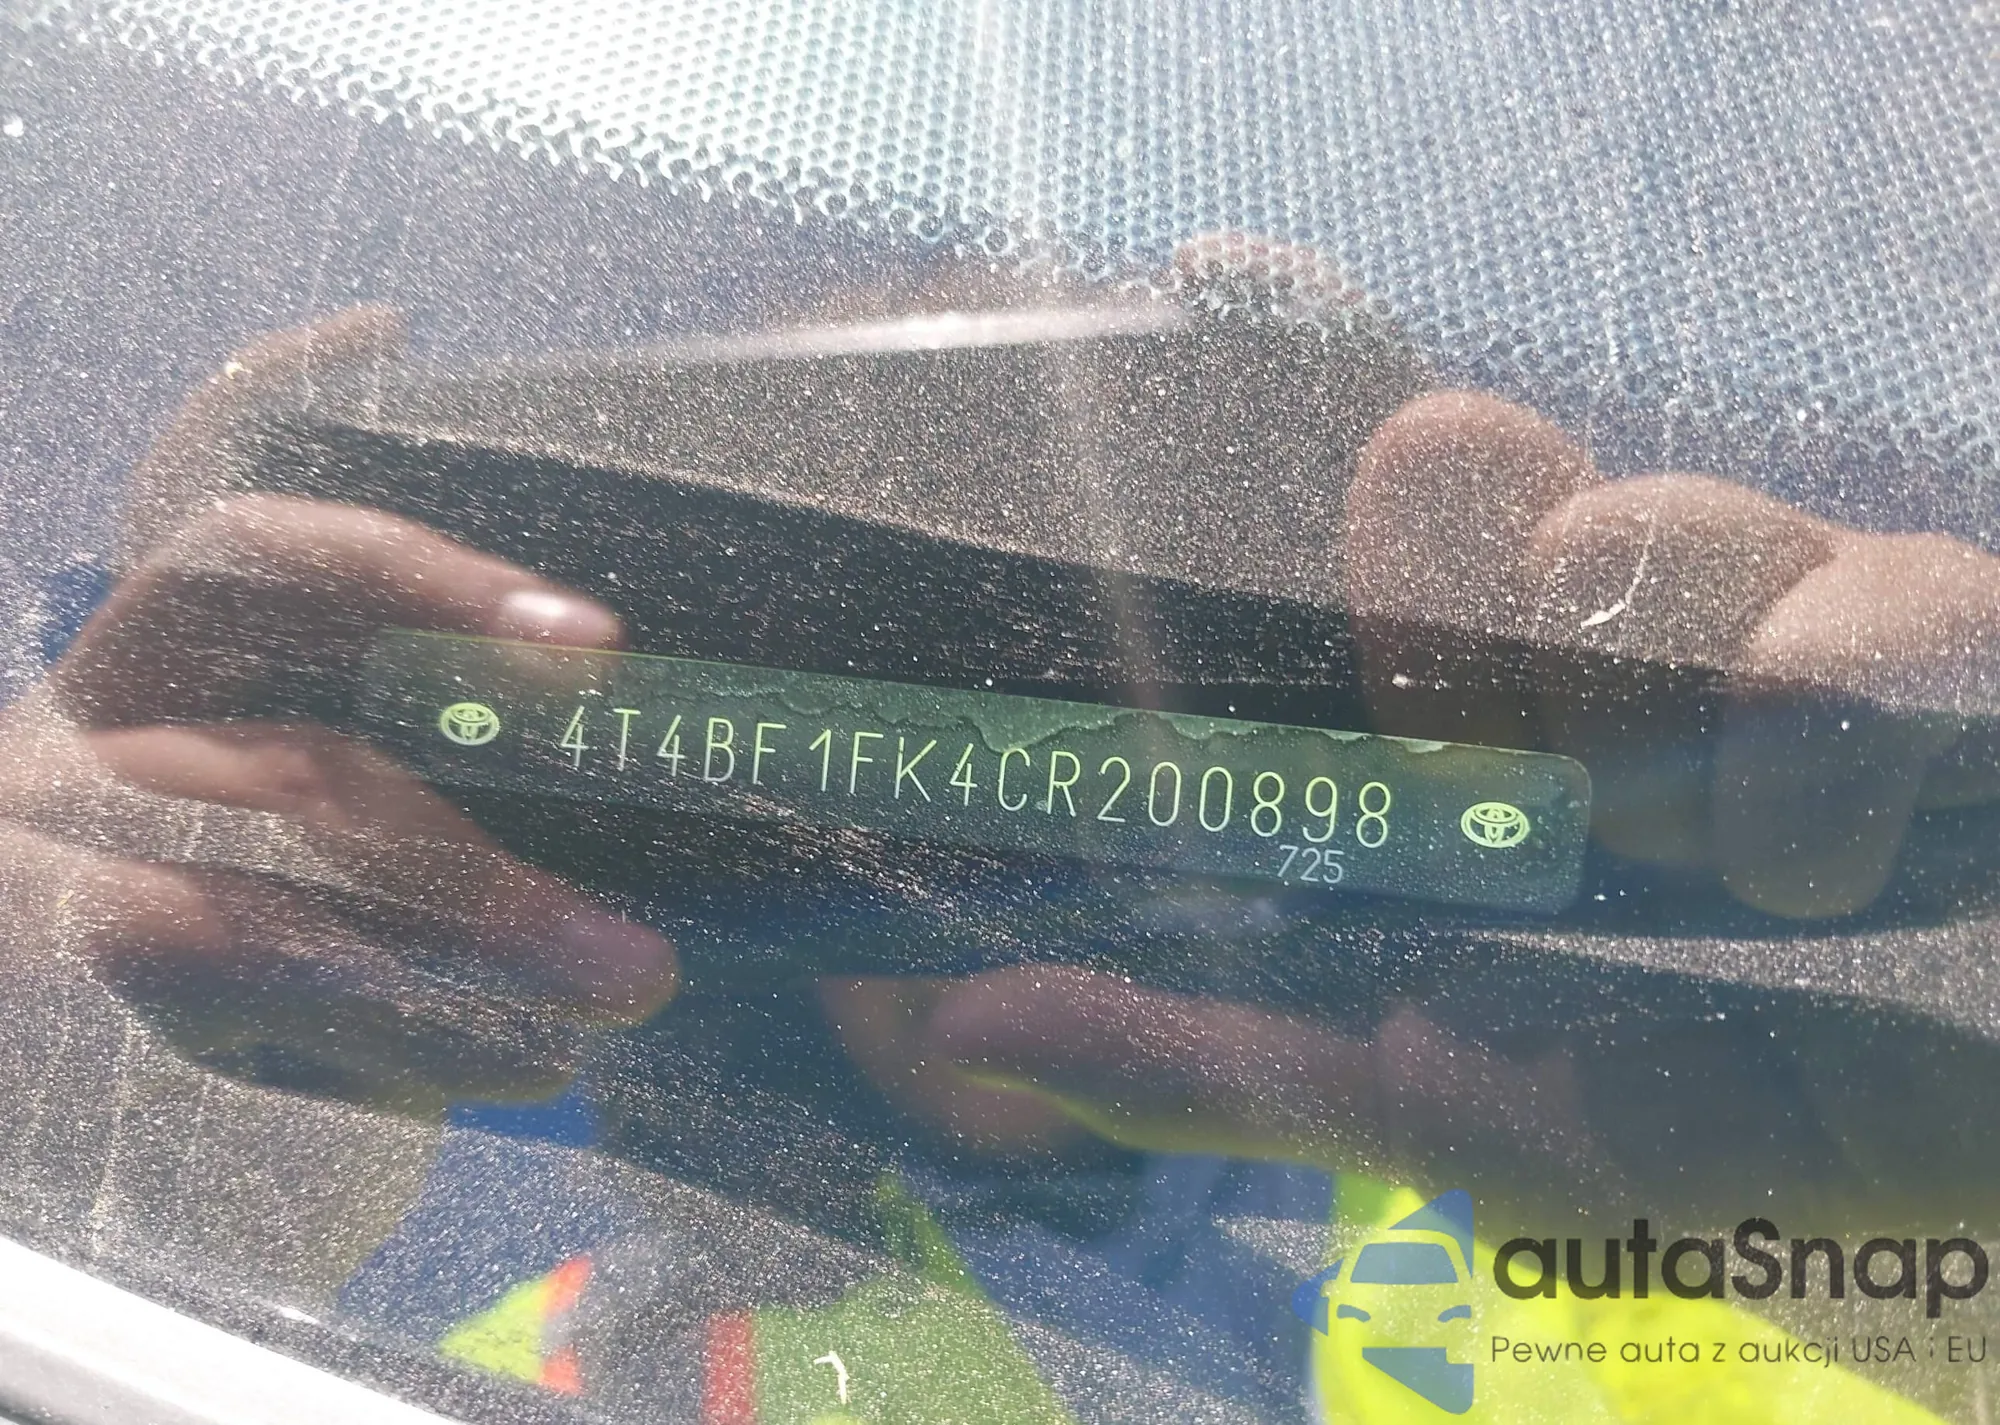 4T4BF1FK4CR200898
725
autaSnap
Pewne auta z aukcji USA i EU